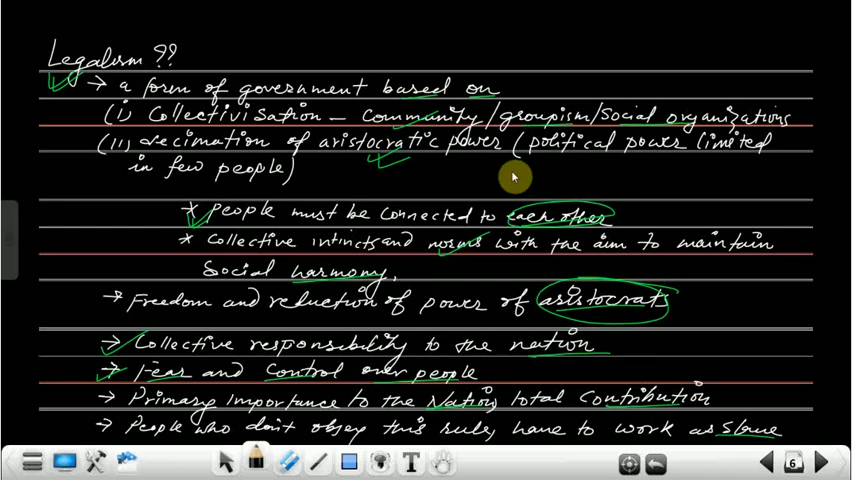 Legalism ??
→ a form of government based on
(i) Collectivisation – Community/groupism/Social organizations
(ii) decimation of aristocratic power (political power limited
in few people)
* People must be connected to each other
* Collective intincts and norms with the aim to maintain
Social harmony.
→ Freedom and reduction of power of aristocrats
→ Collective responsibility to the nation
→ Fear and Control over people
→ Primary importance to the Nation, total Contribution
→ People who don't obey this rule, have to work as Slave
T
6